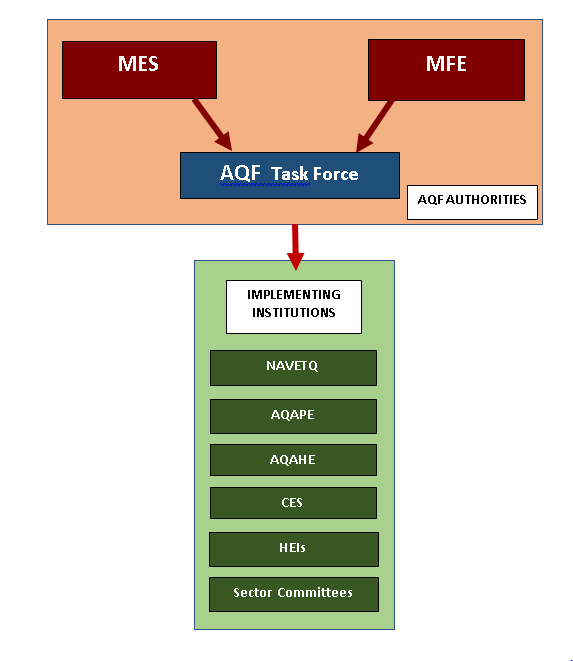 MES
MFE
AQF Task Force
AQF AUTHORITIES
IMPLEMENTING
INSTITUTIONS
NAVETQ
AQAPE
AQAHE
CES
HEIs
Sector Committees